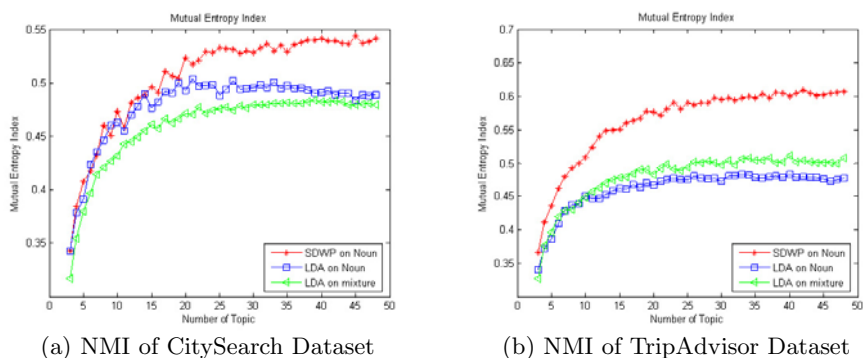 Mutual Entropy Index
0.55
0.5
0.45
0.4
0.35
Mutual Entropy Index
0 5 10 15 20 25 30 35 40 45 50
Number of Topic
SDWP on Noun
LDA on Noun
LDA on mixture
(a) NMI of CitySearch Dataset
Mutual Entropy Index
0.7
0.65
0.6
0.55
0.5
0.45
0.4
0.35
Mutual Entropy Index
0 5 10 15 20 25 30 35 40 45 50
Number of Topic
SDWP on Noun
LDA on Noun
LDA on mixture
(b) NMI of TripAdvisor Dataset